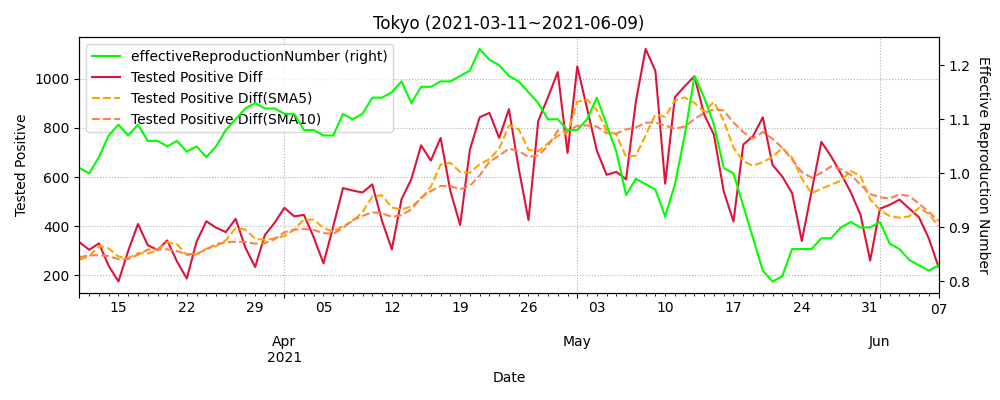 Tokyo (2021-03-11~2021-06-09)
effectiveReproductionNumber (right)
Tested Positive Diff
Tested Positive Diff(SMA5)
Tested Positive Diff(SMA10)
Tested Positive
1000
800
600
400
200
Effective Reproduction Number
1.2
1.1
1.0
0.9
0.8
15 22 29 05 12 19 26 03 10 17 24 31 07
Apr May Jun
2021
Date